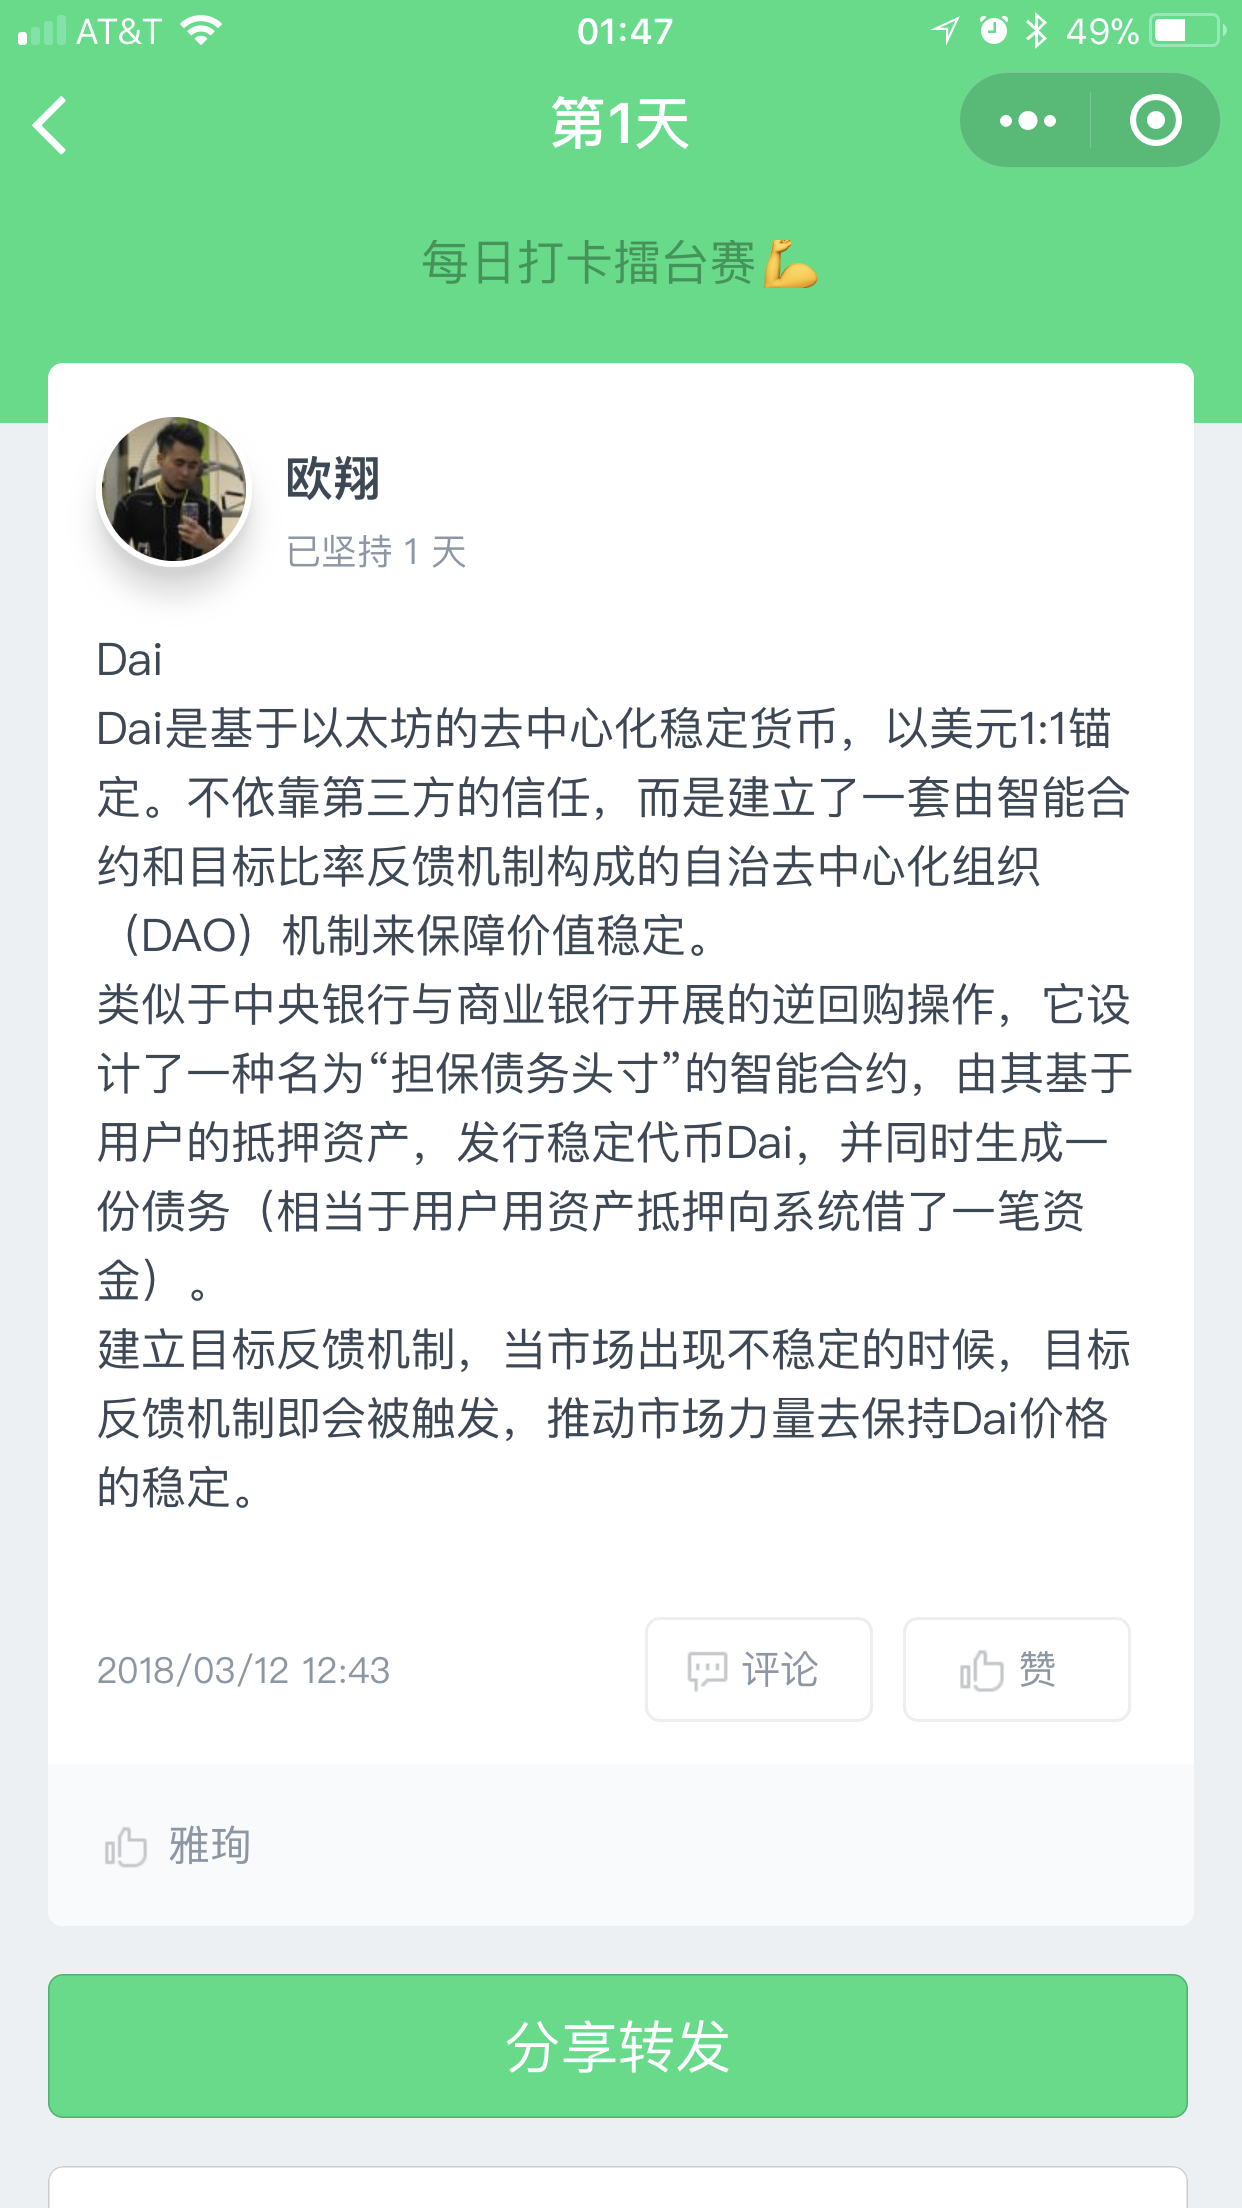 AT&T 01:47 49%
第1天
每日打卡擂台赛💪
欧翔
已坚持 1 天
Dai
Dai是基于以太坊的去中心化稳定货币，以美元1:1锚
定。不依靠第三方的信任，而是建立了一套由智能合
约和目标比率反馈机制构成的自治去中心化组织
（DAO）机制来保障价值稳定。
类似于中央银行与商业银行开展的逆回购操作，它设
计了一种名为“担保债务头寸”的智能合约，由其基于
用户的抵押资产，发行稳定代币Dai，并同时生成一
份债务（相当于用户用资产抵押向系统借了一笔资
金）。
建立目标反馈机制，当市场出现不稳定的时候，目标
反馈机制即会被触发，推动市场力量去保持Dai价格
的稳定。
2018/03/12 12:43 评论 赞
雅珣
分享转发